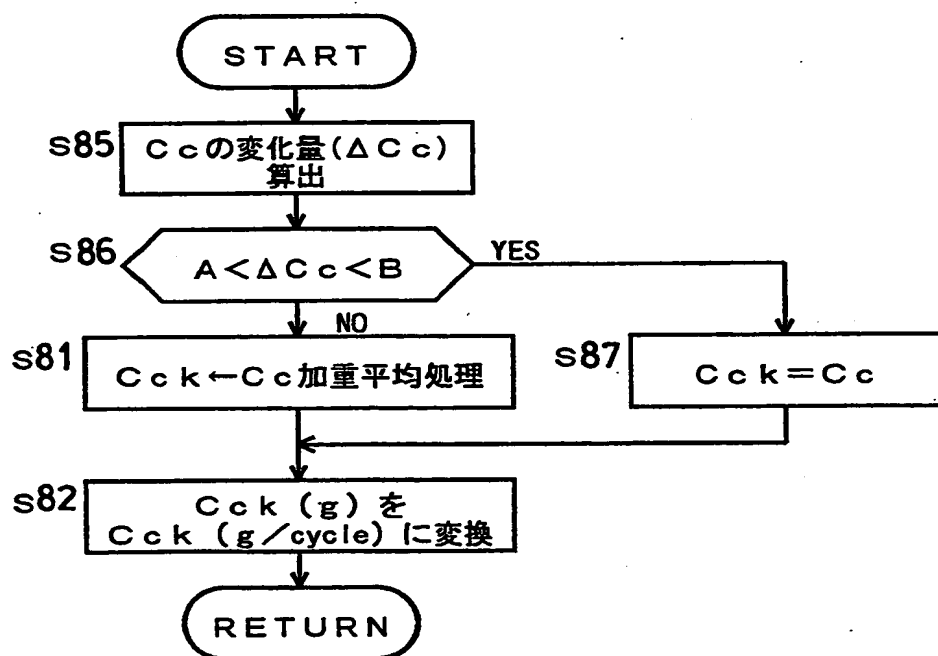 START
S85
Ccの変化量(ΔCc)
算出
S86
A<ΔCc<B
YES
NO
S81
Cck←Cc加重平均処理
S87
Cck=Cc
S82
Cck(g)を
Cck(g/cycle)に変換
RETURN